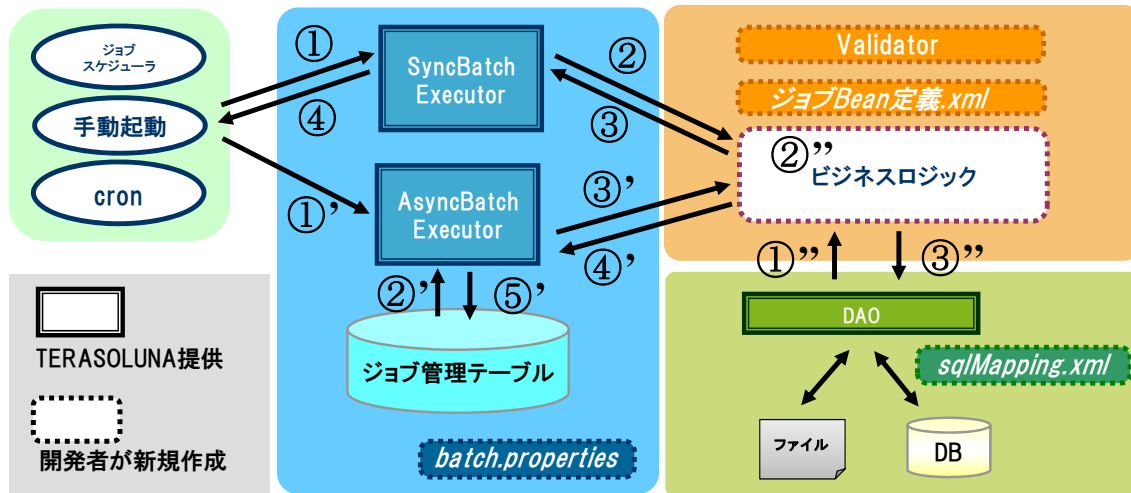 ジョブ
スケジューラ
手動起動
cron
①
④
①’
SyncBatch
Executor
AsyncBatch
Executor
②’
⑤’
ジョブ管理テーブル
batch.properties
②
③
③’
④’
Validator
ジョブBean定義.xml
②”
ビジネスロジック
①”
③”
DAO
sqlMapping.xml
ファイル
DB
TERASOLUNA提供
開発者が新規作成